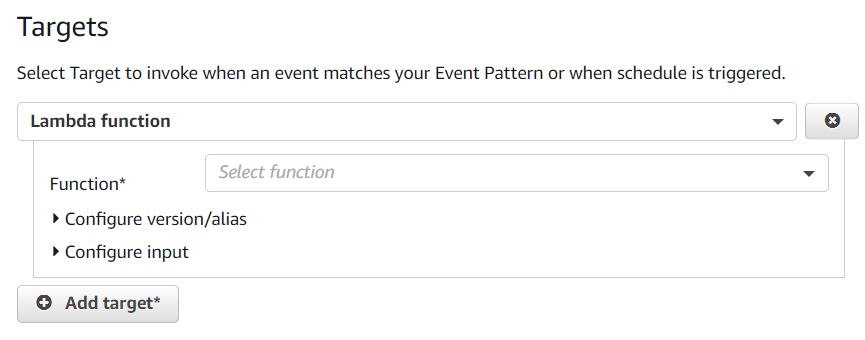 Targets
Select Target to invoke when an event matches your Event Pattern or when schedule is triggered.
Lambda function
Function*
Select function
Configure version/alias
Configure input
Add target*